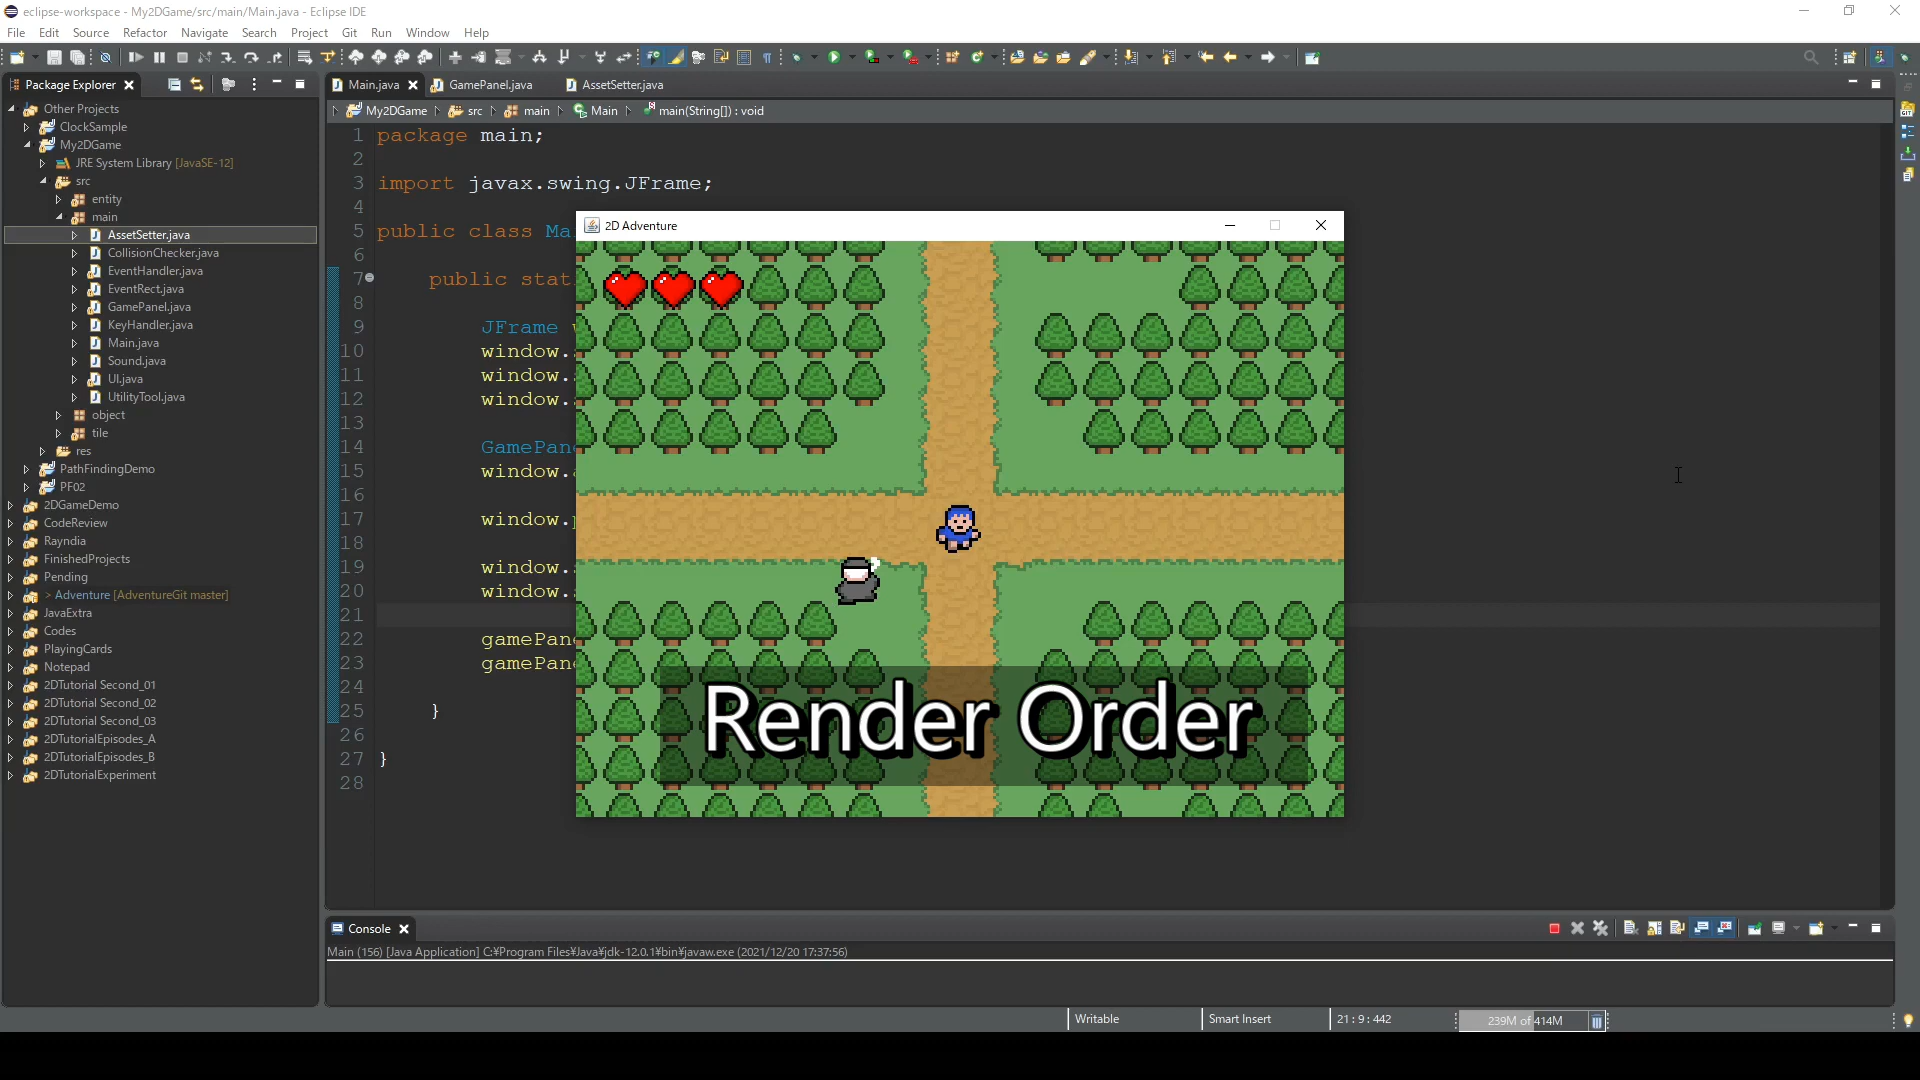 eclipse-workspace - My2DGame/src/main/Main.java - Eclipse IDE
File Edit Source Refactor Navigate Search Project Git Run Window Help
Package Explorer
Other Projects
ClockSample
My2DGame
JRE System Library [JavaSE-12]
src
entity
main
AssetSetter.java
CollisionChecker.java
EventHandler.java
EventRect.java
GamePanel.java
KeyHandler.java
Main.java
Sound.java
UI.java
UtilityTool.java
object
tile
res
PathFindingDemo
PF02
2DGameDemo
CodeReview
Rayndia
FinishedProjects
Pending
> Adventure [AdventureGit master]
JavaExtra
Codes
PlayingCards
Notepad
2DTutorial Second_01
2DTutorial Second_02
2DTutorial Second_03
2DTutorialEpisodes_A
2DTutorialEpisodes_B
2DTutorialExperiment
Main.java GamePanel.java AssetSetter.java
My2DGame src main Main main(String[]) : void
1 package main;
2
3 import javax.swing.JFrame;
4
5 public class Ma
6
7 public stat
8
9 JFrame
10 window.
11 window.
12 window.
13
14 GamePan
15 window.
16
17 window.
18
19 window.
20 window.
21
22 gamePan
23 gamePan
24
25 }
26
27 }
28
2D Adventure
Render Order
Console
Main (156) [Java Application] C:¥Program Files¥Java¥jdk-12.0.1¥bin¥javaw.exe (2021/12/20 17:37:56)
Writable Smart Insert 21 : 9 : 442 239M of 414M